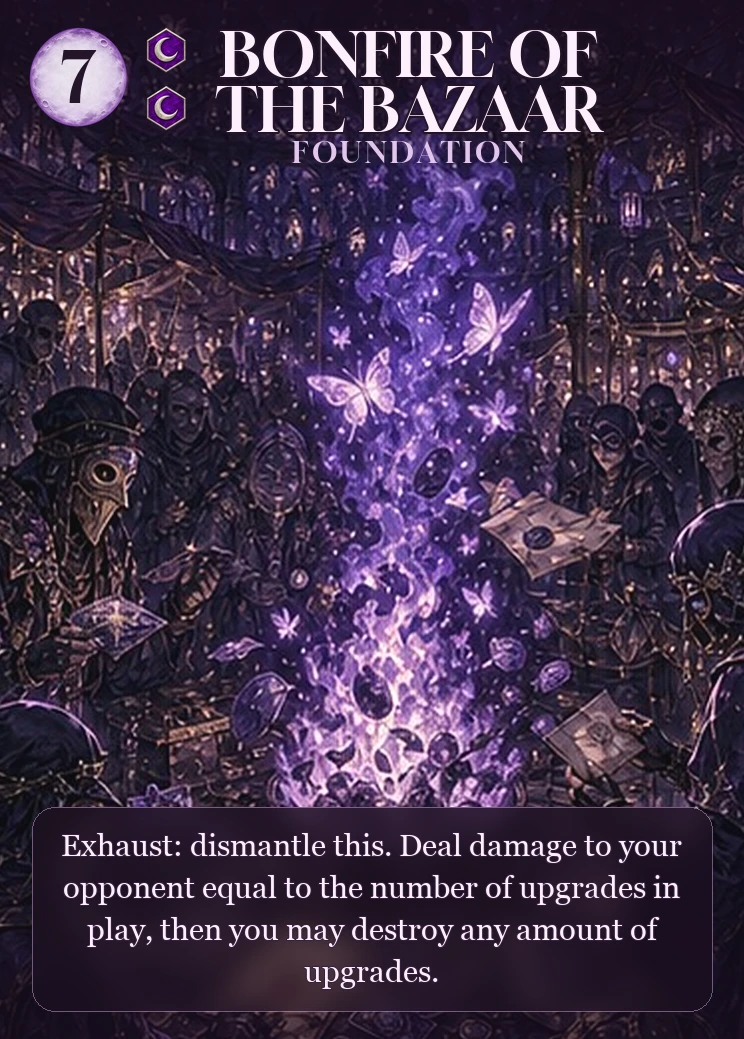 7
BONFIRE OF
THE BAZAAR
FOUNDATION
Exhaust: dismantle this. Deal damage to your
opponent equal to the number of upgrades in
play, then you may destroy any amount of
upgrades.